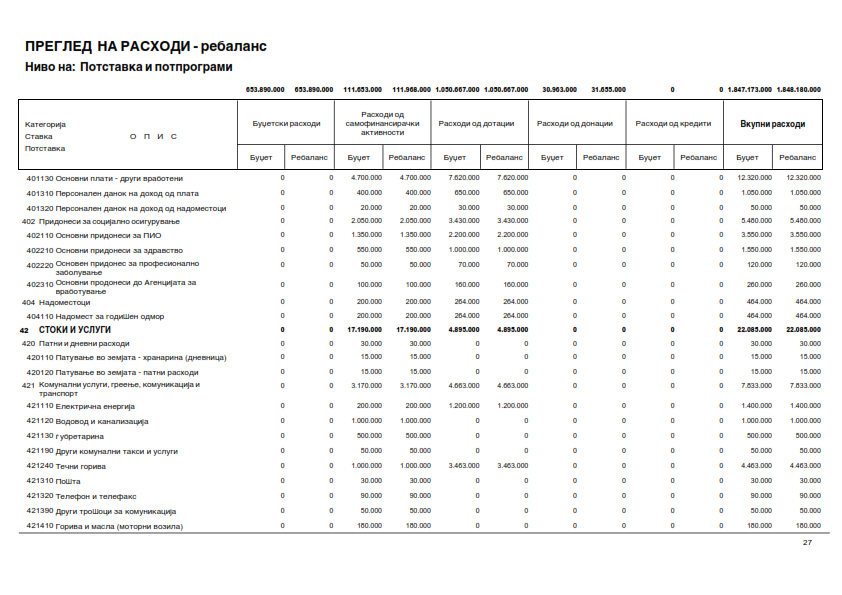 ПРЕГЛЕД НА РАСХОДИ - ребаланс
Ниво на: Потставка и потпрограми
653.890.000 653.890.000 111.653.000 111.968.000 1.050.667.000 1.050.667.000 30.963.000 31.655.000 0 0 1.847.173.000 1.848.180.000
Категорија
Ставка О П И С
Потставка
Буџетски расходи Расходи од самофинансирачки активности Расходи од дотации Расходи од донации Расходи од кредити Вкупни расходи
Буџет Ребаланс Буџет Ребаланс Буџет Ребаланс Буџет Ребаланс Буџет Ребаланс Буџет Ребаланс
401130 Основни плати - други вработени 0 0 4.700.000 4.700.000 7.620.000 7.620.000 0 0 0 0 12.320.000 12.320.000
401310 Персонален данок на доход од плата 0 0 400.000 400.000 650.000 650.000 0 0 0 0 1.050.000 1.050.000
401320 Персонален данок на доход од надоместоци 0 0 20.000 20.000 30.000 30.000 0 0 0 0 50.000 50.000
402 Придонеси за социјално осигурување 0 0 2.050.000 2.050.000 3.430.000 3.430.000 0 0 0 0 5.480.000 5.480.000
402110 Основни придонеси за ПИО 0 0 1.350.000 1.350.000 2.200.000 2.200.000 0 0 0 0 3.550.000 3.550.000
402210 Основни придонеси за здравство 0 0 550.000 550.000 1.000.000 1.000.000 0 0 0 0 1.550.000 1.550.000
402220 Основен придонес за професионално заболување 0 0 50.000 50.000 70.000 70.000 0 0 0 0 120.000 120.000
402310 Основни продонеси до Агенцијата за вработување 0 0 100.000 100.000 160.000 160.000 0 0 0 0 260.000 260.000
404 Надоместоци 0 0 200.000 200.000 264.000 264.000 0 0 0 0 464.000 464.000
404110 Надомест за годиШен одмор 0 0 200.000 200.000 264.000 264.000 0 0 0 0 464.000 464.000
42 СТОКИ И УСЛУГИ 0 0 17.190.000 17.190.000 4.895.000 4.895.000 0 0 0 0 22.085.000 22.085.000
420 Патни и дневни расходи 0 0 30.000 30.000 0 0 0 0 0 0 30.000 30.000
420110 Патување во земјата - хранарина (дневница) 0 0 15.000 15.000 0 0 0 0 0 0 15.000 15.000
420120 Патување во земјата - патни расходи 0 0 15.000 15.000 0 0 0 0 0 0 15.000 15.000
421 Комунални услуги, греење, комуникација и транспорт 0 0 3.170.000 3.170.000 4.663.000 4.663.000 0 0 0 0 7.833.000 7.833.000
421110 Електрична енергија 0 0 200.000 200.000 1.200.000 1.200.000 0 0 0 0 1.400.000 1.400.000
421120 Водовод и канализација 0 0 1.000.000 1.000.000 0 0 0 0 0 0 1.000.000 1.000.000
421130 Ѓубретарина 0 0 500.000 500.000 0 0 0 0 0 0 500.000 500.000
421190 Други комунални такси и услуги 0 0 50.000 50.000 0 0 0 0 0 0 50.000 50.000
421240 Течни горива 0 0 1.000.000 1.000.000 3.463.000 3.463.000 0 0 0 0 4.463.000 4.463.000
421310 ПоШта 0 0 30.000 30.000 0 0 0 0 0 0 30.000 30.000
421320 Телефон и телефакс 0 0 90.000 90.000 0 0 0 0 0 0 90.000 90.000
421390 Други троШоци за комуникација 0 0 50.000 50.000 0 0 0 0 0 0 50.000 50.000
421410 Горива и масла (моторни возила) 0 0 180.000 180.000 0 0 0 0 0 0 180.000 180.000
27